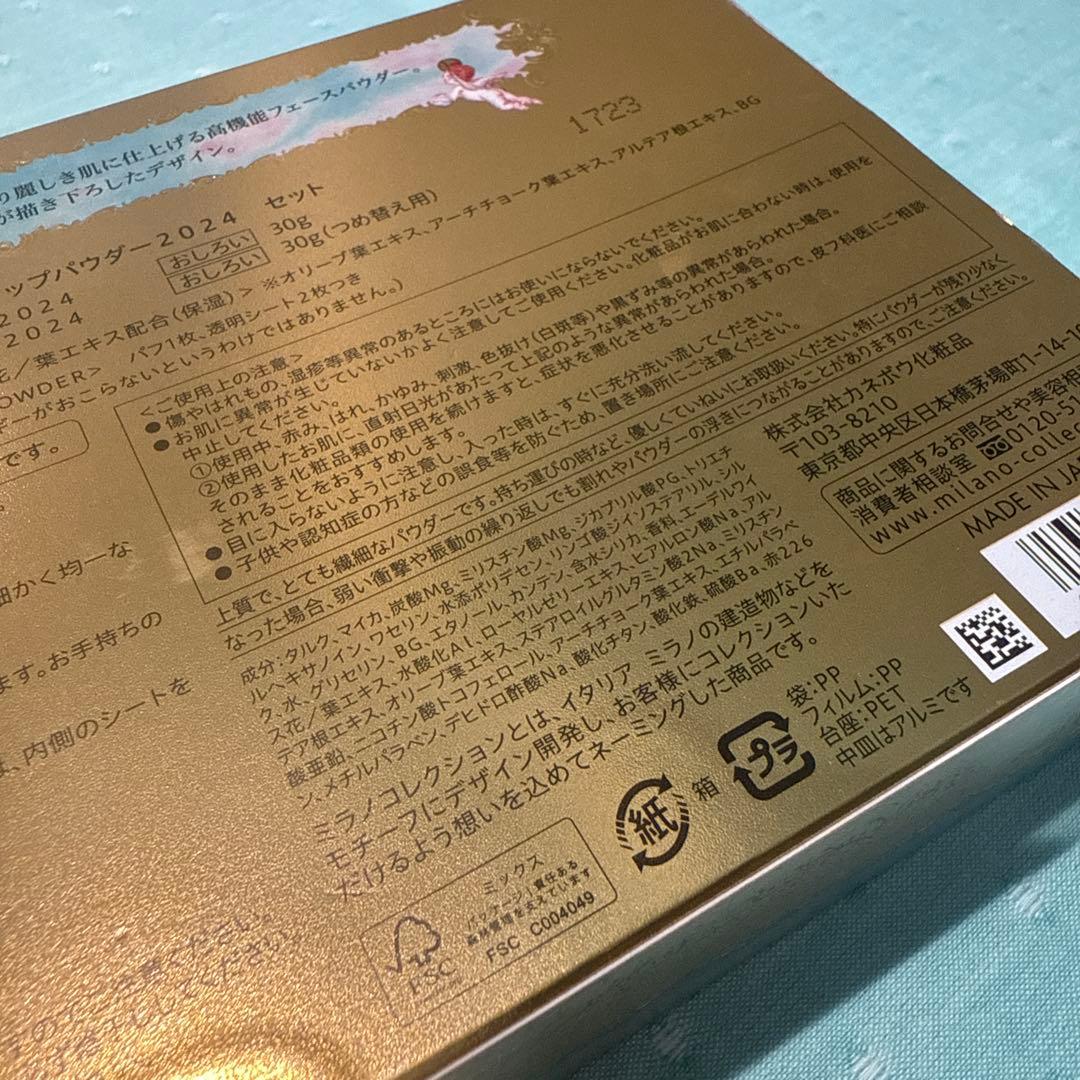 の麗しき肌に仕上げる高機能フェースパウダー。
が描き下ろしたデザイン。
1723
ップパウダー2024 セット
2024 おしろい 30g
2024 おしろい 30g(つめ替え用)
花/葉エキス配合(保湿)> ※オリーブ葉エキス、アーチチョーク葉エキス、アルテア根エキス、BG
パフ1枚、透明シート2枚つき
OWDER>
ーがおこらないというわけではありません。)
です。
<ご使用上の注意>
●傷やはれもの、湿疹等異常のあるところにはお使いにならないでください。
●お肌に異常が生じていないかよく注意してご使用ください。化粧品がお肌に合わない時は、使用を
中止してください。
①使用中、赤み、はれ、かゆみ、刺激、色抜け(白斑等)や黒ずみ等の異常があらわれた場合。
②使用したお肌に、直射日光があたって上記のような異常があらわれた場合。
そのまま化粧品類の使用を続けますと、症状を悪化させることがありますので、皮フ科医にご相談
されることをおすすめします。
●目に入らないように注意し、入った時は、すぐに充分洗い流してください。
●子供や認知症の方などの誤食等を防ぐため、置き場所にご注意ください。
上質で、とても繊細なパウダーです。持ち運びの時など、優しくていねいにお取扱いください。特にパウダーが残り少なく
なった場合、弱い衝撃や振動の繰り返しでも割れやパウダーの浮きにつながることがありますので、ご注意ください。
細かく均一な
ます。お手持ちの
は、内側のシートを
成分:タルク、マイカ、炭酸Mg、ミリスチン酸Mg、ジカプリル酸PG、トリエチ
ルヘキサノイン、ワセリン、水添ポリデセン、リンゴ酸ジイソステアリル、シル
ク、水、グリセリン、BG、エタノール、カンテン、含水シリカ、香料、エーデルワイ
ス花/葉エキス、水酸化Al、ローヤルゼリーエキス、ヒアルロン酸Na、アル
テア根エキス、オリーブ葉エキス、ステアロイルグルタミン酸2Na、ミリスチン
酸亜鉛、ニコチン酸トコフェロール、アーチチョーク葉エキス、エチルパラベ
ン、メチルパラベン、デヒドロ酢酸Na、酸化チタン、酸化鉄、硫酸Ba、赤226
ミラノコレクションとは、イタリア ミラノの建造物などを
モチーフにデザイン開発し、お客様にコレクションいた
だけるよう想いを込めてネーミングした商品です。
株式会社カネボウ化粧品
〒103-8210
東京都中央区日本橋茅場町1-14-10
商品に関するお問合せや美容相
消費者相談室 0120-51
www.milano-collec
MADE IN JA
紙 箱
プラ
袋:PP
フィルム:PP
台座:PET
中皿はアルミです
FSC
ミックス
パッケージ|責任ある
森林管理を支えています
FSC C004049